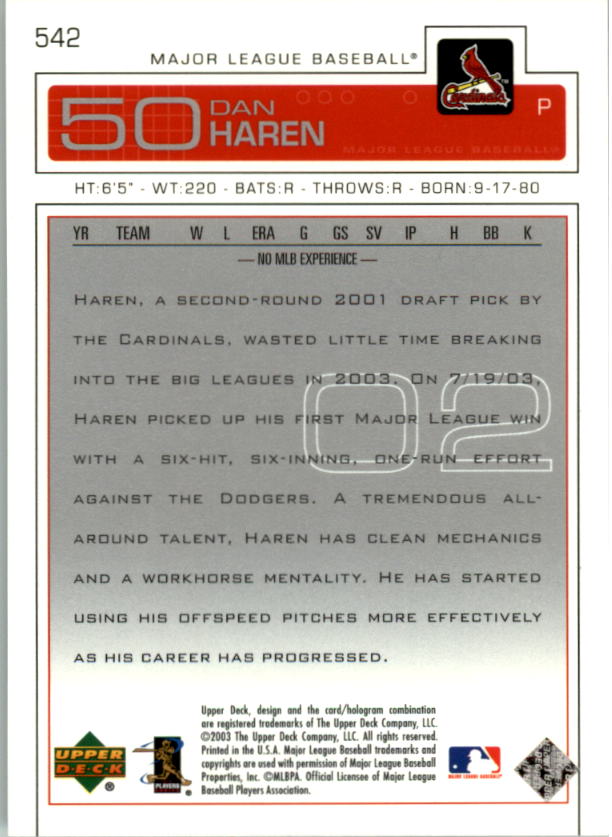 542
MAJOR LEAGUE BASEBALL®
Cardinals™
50 DAN HAREN
P
MAJOR LEAGUE BASEBALL®
HT:6'5" - WT:220 - BATS:R - THROWS:R - BORN:9-17-80
YR TEAM W L ERA G GS SV IP H BB K
— NO MLB EXPERIENCE —
HAREN, A SECOND-ROUND 2001 DRAFT PICK BY
THE CARDINALS, WASTED LITTLE TIME BREAKING
INTO THE BIG LEAGUES IN 2003. ON 7/19/03,
HAREN PICKED UP HIS FIRST MAJOR LEAGUE WIN
WITH A SIX-HIT, SIX-INNING, ONE-RUN EFFORT
AGAINST THE DODGERS. A TREMENDOUS ALL-
AROUND TALENT, HAREN HAS CLEAN MECHANICS
AND A WORKHORSE MENTALITY. HE HAS STARTED
USING HIS OFFSPEED PITCHES MORE EFFECTIVELY
AS HIS CAREER HAS PROGRESSED.
02
Upper Deck, design and the card/hologram combination
are registered trademarks of The Upper Deck Company, LLC.
©2003 The Upper Deck Company, LLC. All rights reserved.
Printed in the U.S.A. Major League Baseball trademarks and
copyrights are used with permission of Major League Baseball
Properties, Inc. ©MLBPA. Official Licensee of Major League
Baseball Players Association.
UPPER DECK®
PLAYERS
MAJOR LEAGUE BASEBALL®